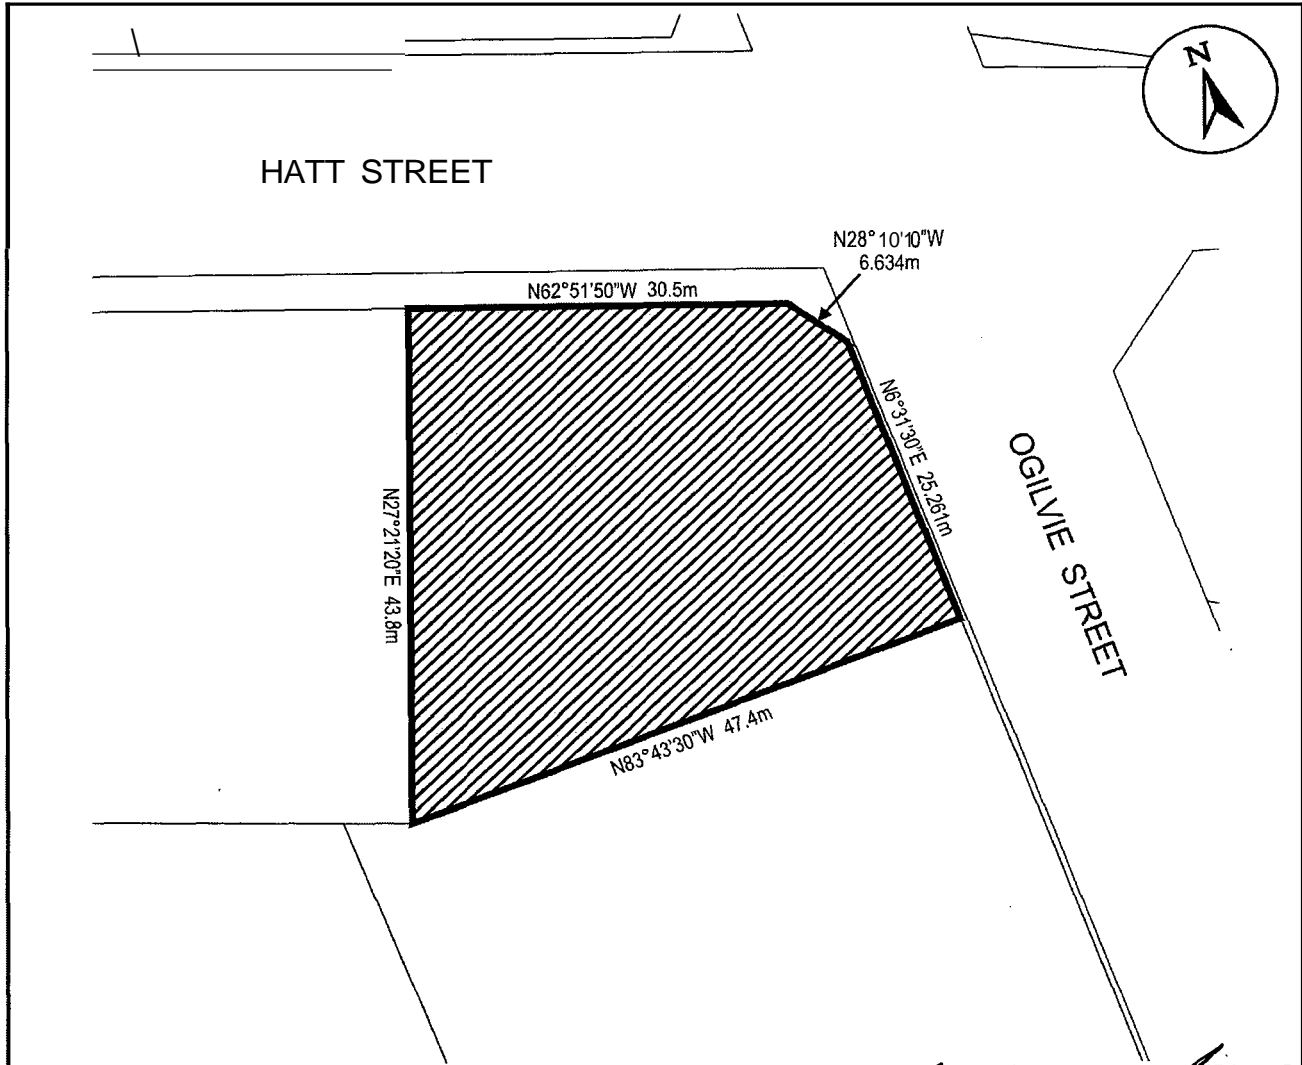 N
HATT STREET
N28°10'10"W
6.634m
N62°51'50"W 30.5m
N6°31'30"E 25.261m
OGILVIE STREET
N27°21'20"E 43.8m
N83°43'30"W 47.4m